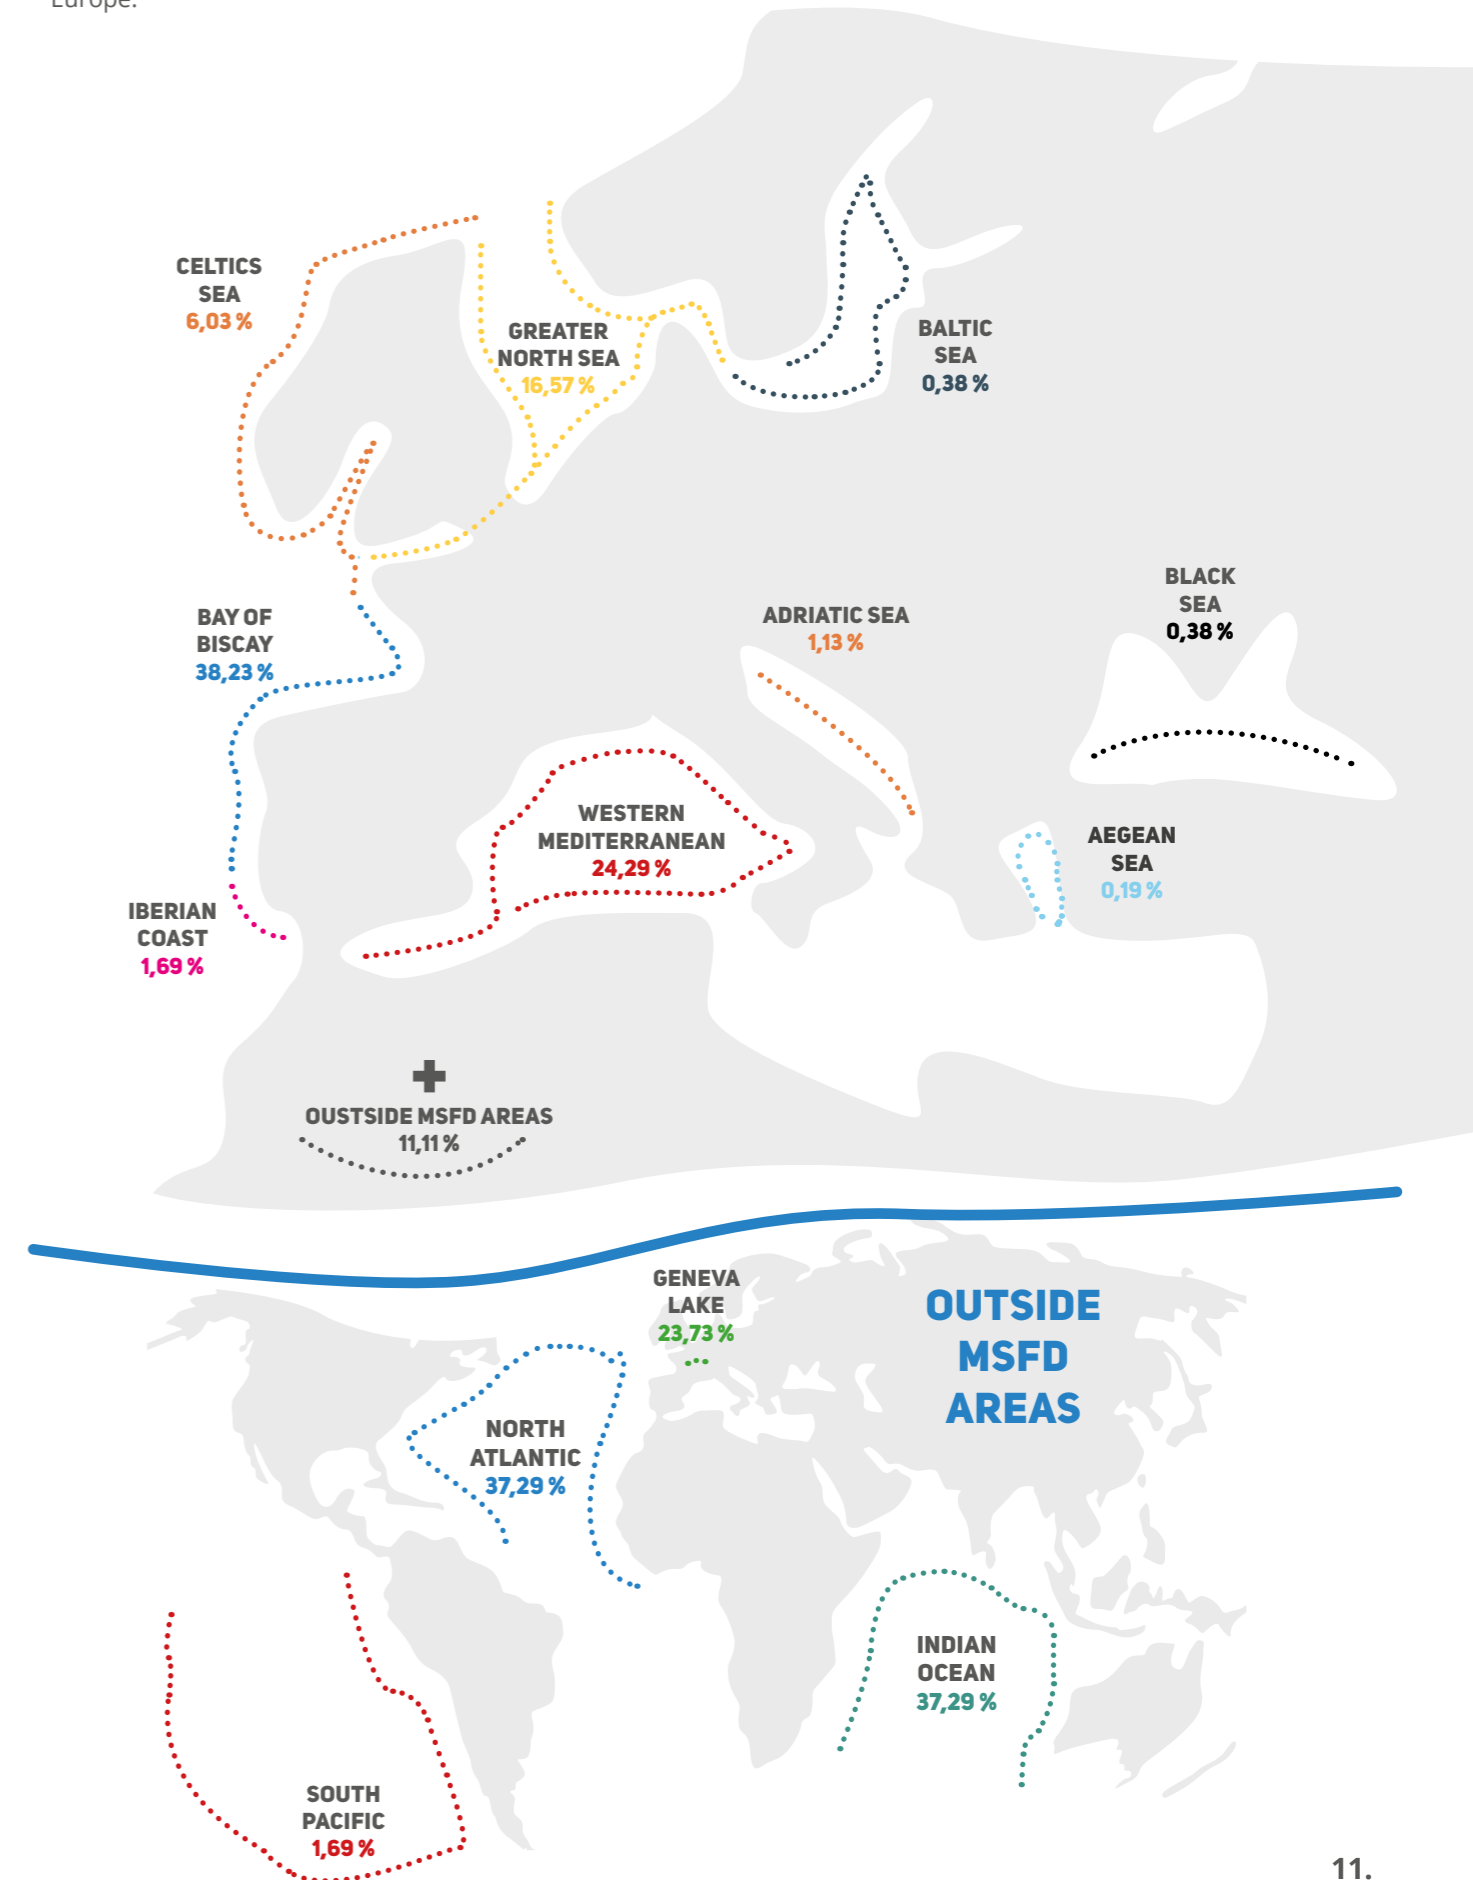 Europe.
CELTICS
SEA
6,03 %
GREATER
NORTH SEA
16,57 %
BALTIC
SEA
0,38 %
BAY OF
BISCAY
38,23 %
ADRIATIC SEA
1,13 %
BLACK
SEA
0,38 %
WESTERN
MEDITERRANEAN
24,29 %
AEGEAN
SEA
0,19 %
IBERIAN
COAST
1,69 %
OUSTSIDE MSFD AREAS
11,11 %
GENEVA
LAKE
23,73 %
OUTSIDE
MSFD
AREAS
NORTH
ATLANTIC
37,29 %
INDIAN
OCEAN
37,29 %
SOUTH
PACIFIC
1,69 %
11.